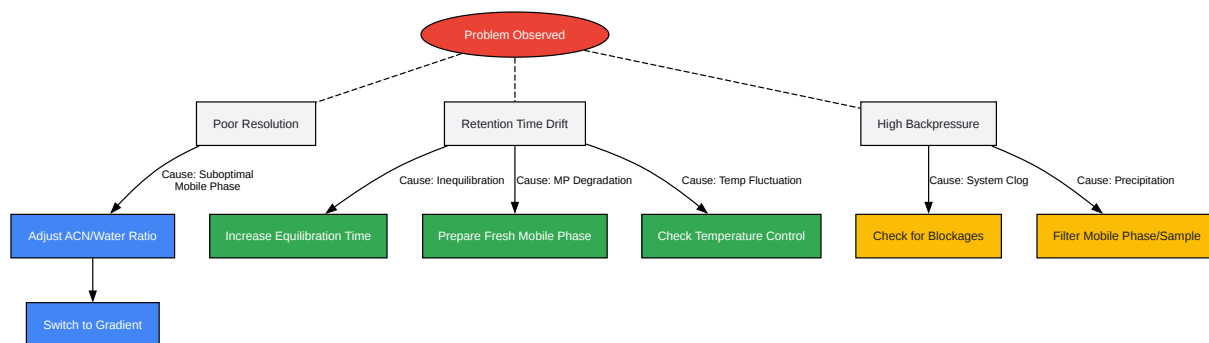 Problem Observed
Poor Resolution
Retention Time Drift
High Backpressure
Cause: Suboptimal
Mobile Phase
Cause: Inequilibration
Cause: MP Degradation
Cause: Temp Fluctuation
Cause: System Clog
Cause: Precipitation
Adjust ACN/Water Ratio
Increase Equilibration Time
Prepare Fresh Mobile Phase
Check Temperature Control
Check for Blockages
Filter Mobile Phase/Sample
Switch to Gradient